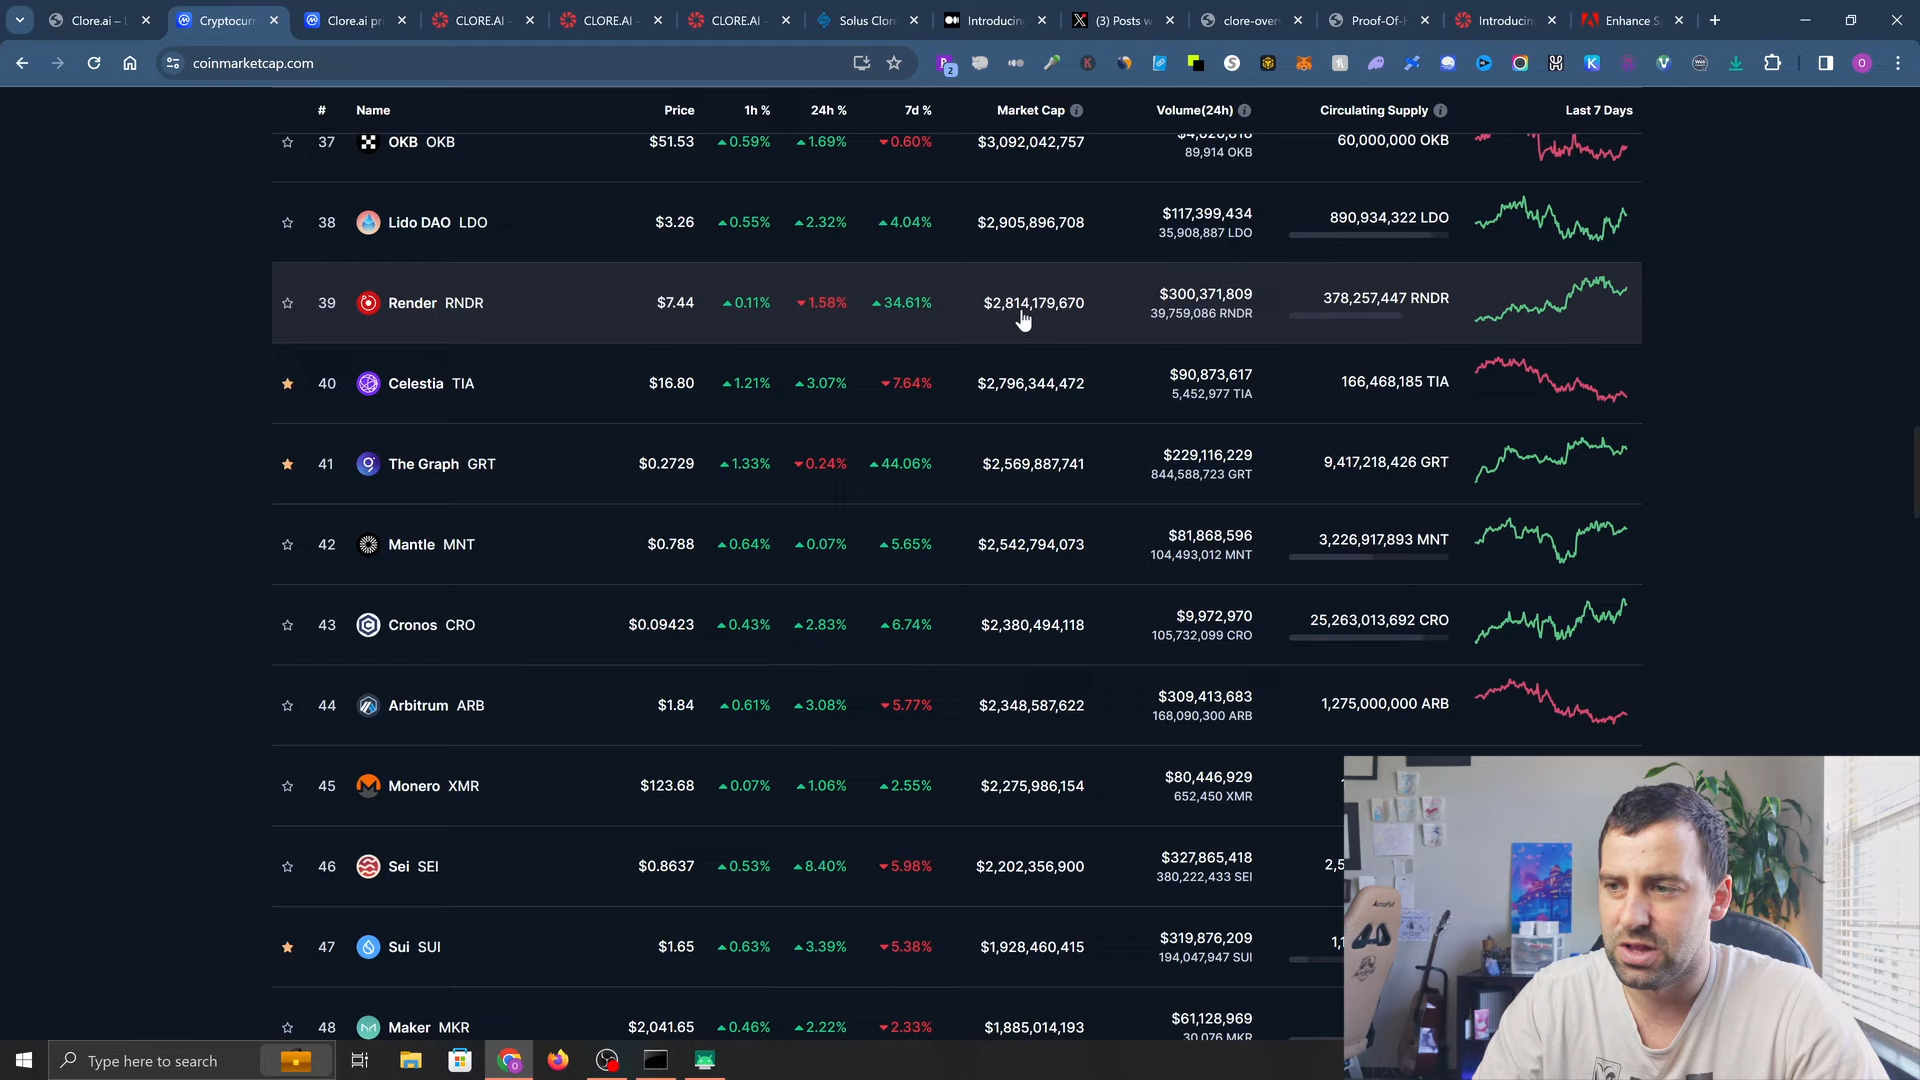 Clore.ai – L
Cryptocurr
Clore.ai pri
CLORE.AI -
CLORE.AI -
CLORE.AI -
Solus Clor
Introducin
(3) Posts w
clore-over
Proof-Of-
Introducin
Enhance S
coinmarketcap.com
2
# Name Price 1h % 24h % 7d % Market Cap Volume(24h) Circulating Supply Last 7 Days
37 OKB OKB $51.53 0.59% 1.69% 0.60% $3,092,042,757 60,000,000 OKB
89,914 OKB
38 Lido DAO LDO $3.26 0.55% 2.32% 4.04% $2,905,896,708 $117,399,434 890,934,322 LDO
35,908,887 LDO
39 Render RNDR $7.44 0.11% 1.58% 34.61% $2,814,179,670 $300,371,809 378,257,447 RNDR
39,759,086 RNDR
40 Celestia TIA $16.80 1.21% 3.07% 7.64% $2,796,344,472 $90,873,617 166,468,185 TIA
5,452,977 TIA
41 The Graph GRT $0.2729 1.33% 0.24% 44.06% $2,569,887,741 $229,116,229 9,417,218,426 GRT
844,588,723 GRT
42 Mantle MNT $0.788 0.64% 0.07% 5.65% $2,542,794,073 $81,868,596 3,226,917,893 MNT
104,493,012 MNT
43 Cronos CRO $0.09423 0.43% 2.83% 6.74% $2,380,494,118 $9,972,970 25,263,013,692 CRO
105,732,099 CRO
44 Arbitrum ARB $1.84 0.61% 3.08% 5.77% $2,348,587,622 $309,413,683 1,275,000,000 ARB
168,090,300 ARB
45 Monero XMR $123.68 0.07% 1.06% 2.55% $2,275,986,154 $80,446,929
652,450 XMR
46 Sei SEI $0.8637 0.53% 8.40% 5.98% $2,202,356,900 $327,865,418 2,5
380,222,433 SEI
47 Sui SUI $1.65 0.63% 3.39% 5.38% $1,928,460,415 $319,876,209 1,1
194,047,947 SUI
48 Maker MKR $2,041.65 0.46% 2.22% 2.33% $1,885,014,193 $61,128,969
30,076 MKR
Type here to search